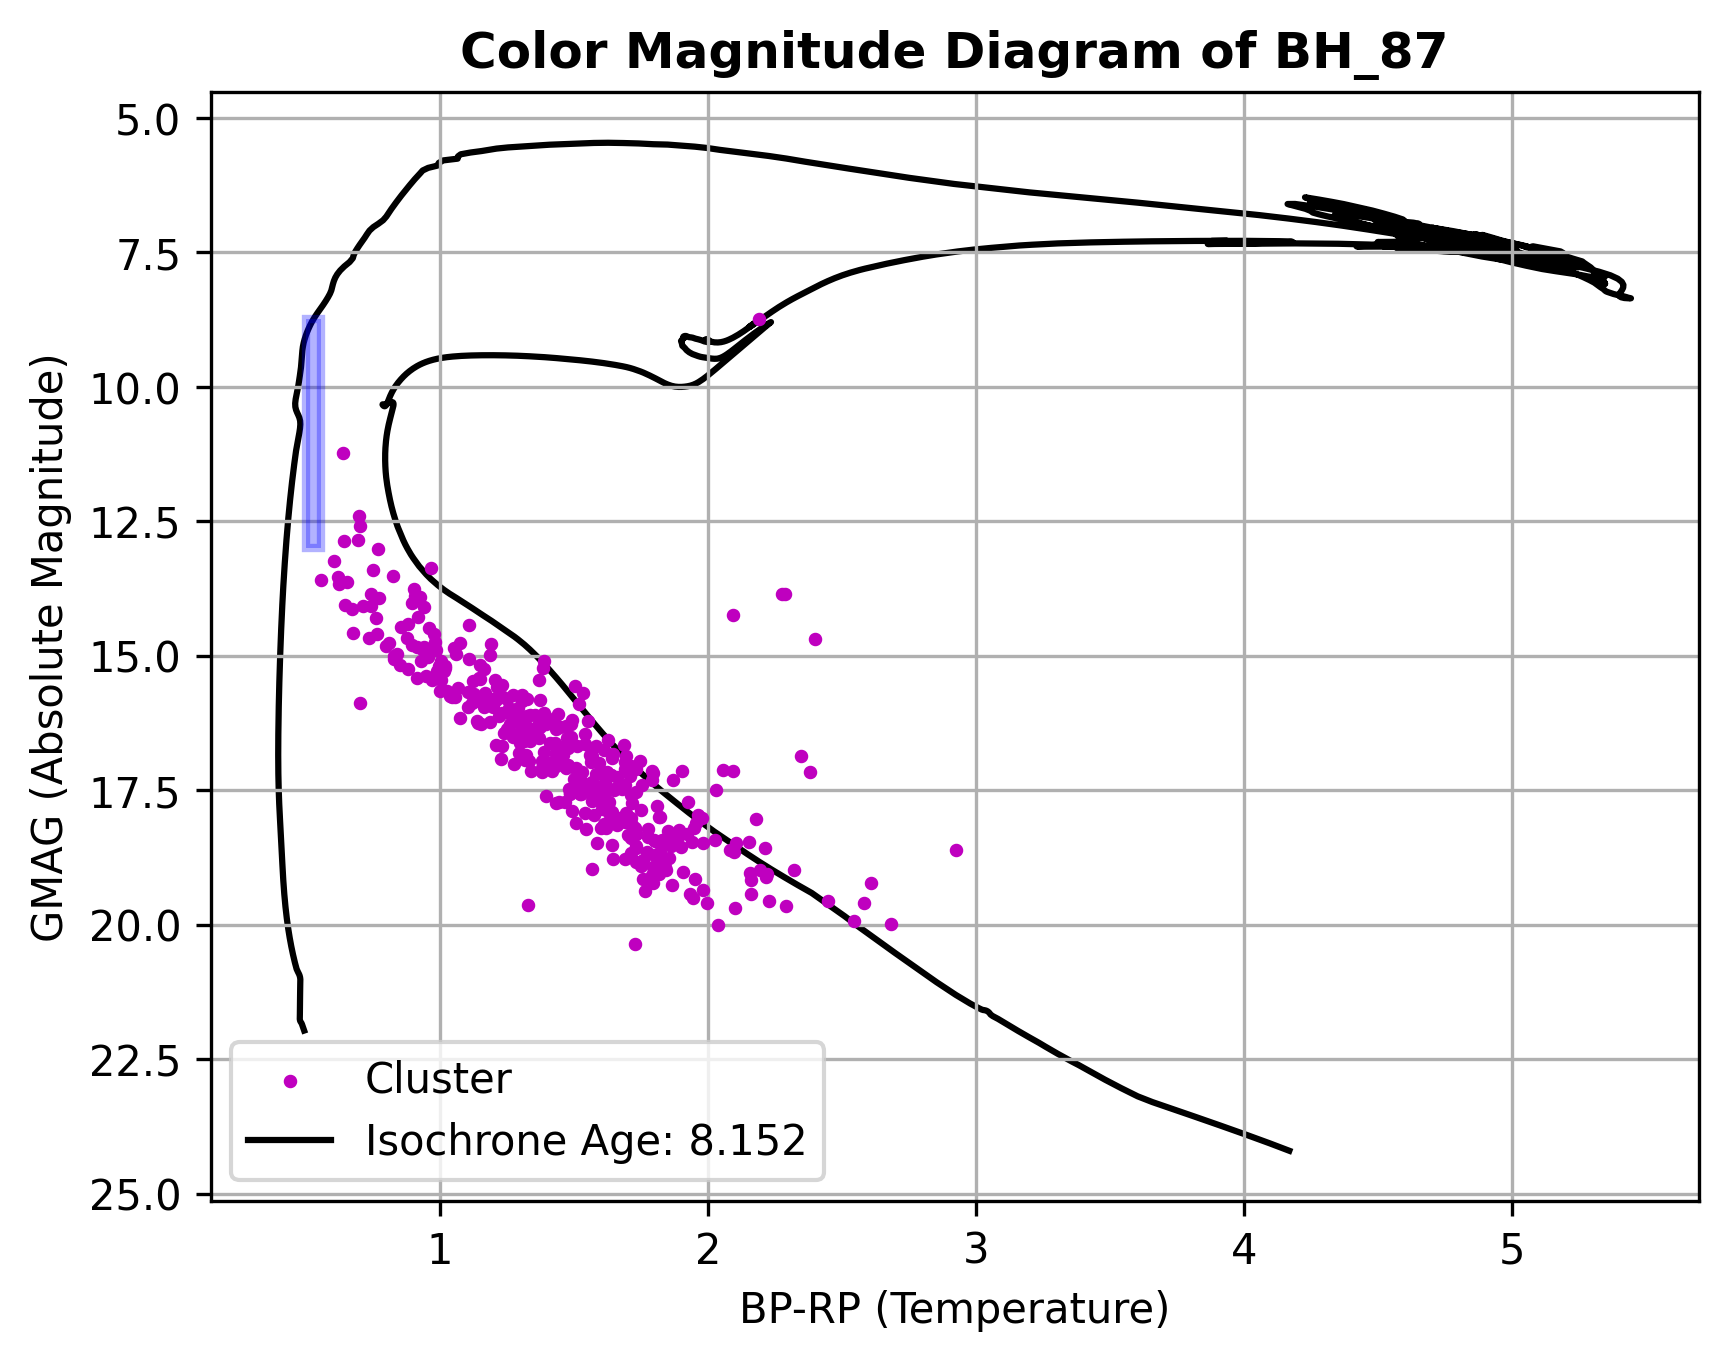 Color Magnitude Diagram of BH_87
GMAG (Absolute Magnitude)
5.0
7.5
10.0
12.5
15.0
17.5
20.0
22.5
25.0
Cluster
Isochrone Age: 8.152
1 2 3 4 5
BP-RP (Temperature)